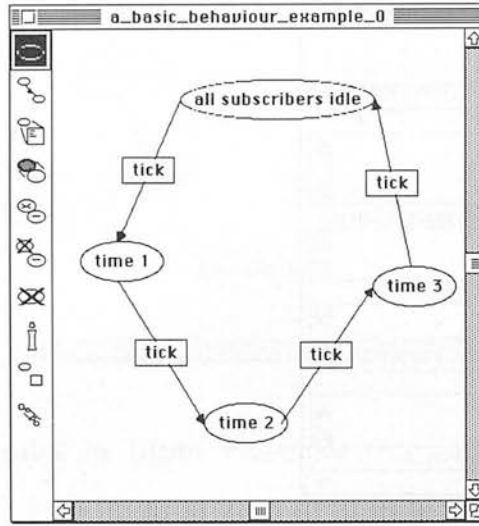 a_basic_behaviour_example_0
all subscribers idle
tick
tick
time 1
time 3
tick
tick
time 2